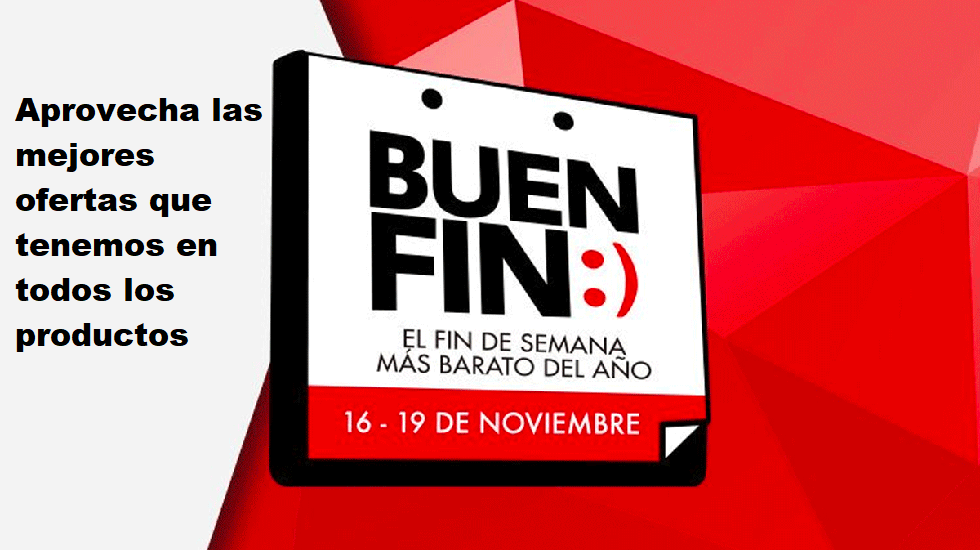 Aprovecha las
mejores
ofertas que
tenemos en
todos los
productos
BUEN
FIN:)
EL FIN DE SEMANA
MÁS BARATO DEL AÑO
16 - 19 DE NOVIEMBRE